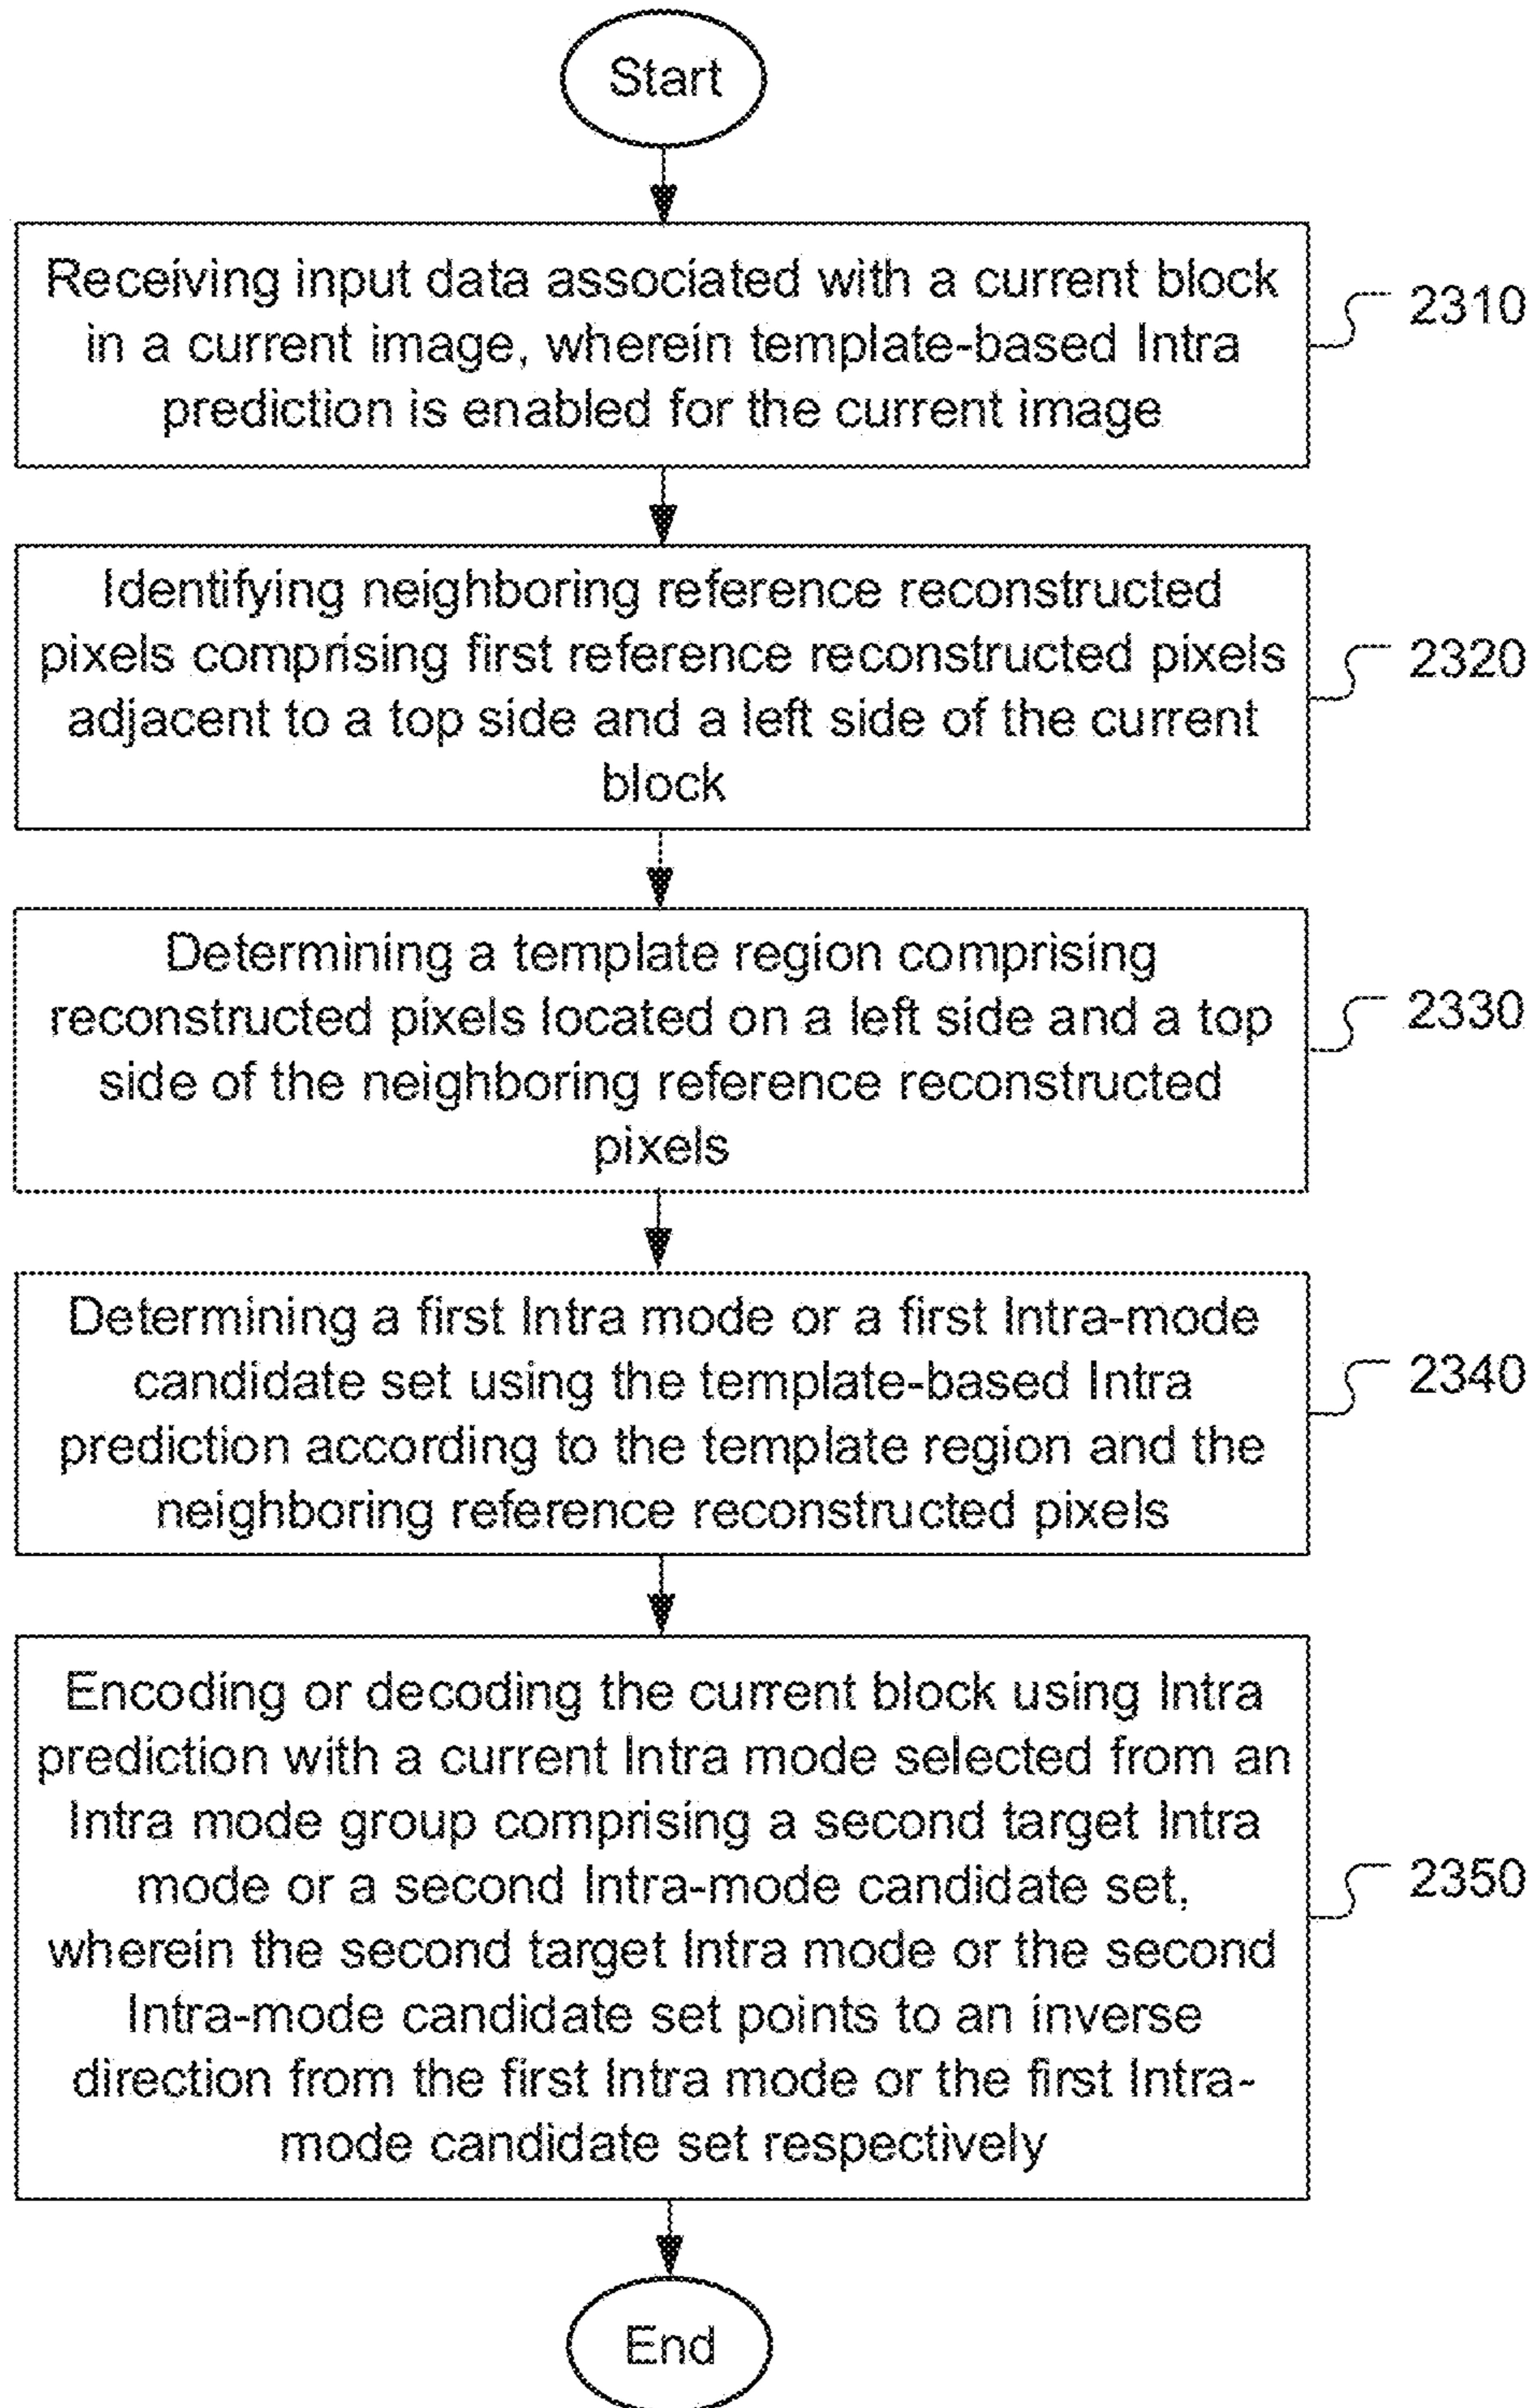 Start
Receiving input data associated with a current block
in a current image, wherein template-based Intra
prediction is enabled for the current image
2310
Identifying neighboring reference reconstructed
pixels comprising first reference reconstructed pixels
adjacent to a top side and a left side of the current
block
2320
Determining a template region comprising
reconstructed pixels located on a left side and a top
side of the neighboring reference reconstructed
pixels
2330
Determining a first Intra mode or a first Intra-mode
candidate set using the template-based Intra
prediction according to the template region and the
neighboring reference reconstructed pixels
2340
Encoding or decoding the current block using Intra
prediction with a current Intra mode selected from an
Intra mode group comprising a second target Intra
mode or a second Intra-mode candidate set,
wherein the second target Intra mode or the second
Intra-mode candidate set points to an inverse
direction from the first Intra mode or the first Intra-
mode candidate set respectively
2350
End